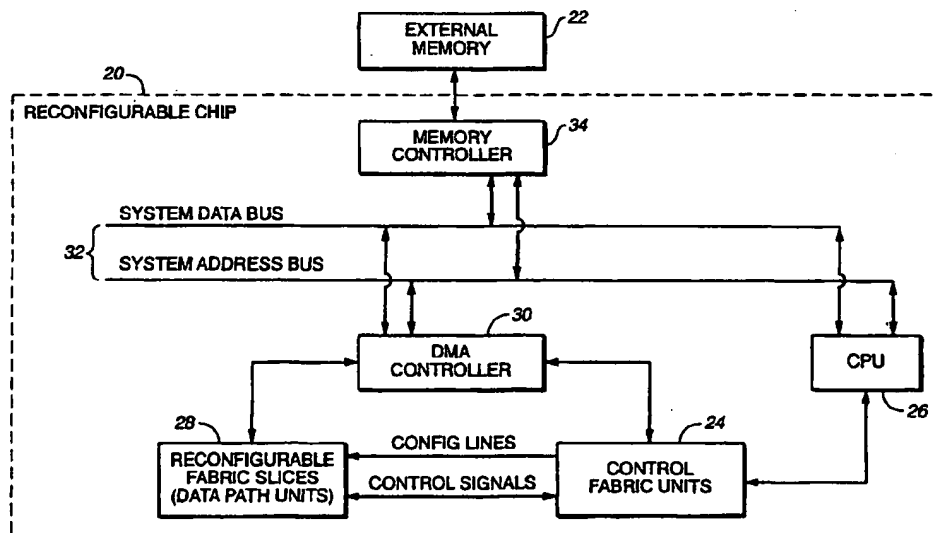 EXTERNAL
MEMORY
22
20
RECONFIGURABLE CHIP
MEMORY
CONTROLLER
34
SYSTEM DATA BUS
32
SYSTEM ADDRESS BUS
30
DMA
CONTROLLER
CPU
26
28
RECONFIGURABLE
FABRIC SLICES
(DATA PATH UNITS)
CONFIG LINES
CONTROL SIGNALS
24
CONTROL
FABRIC UNITS